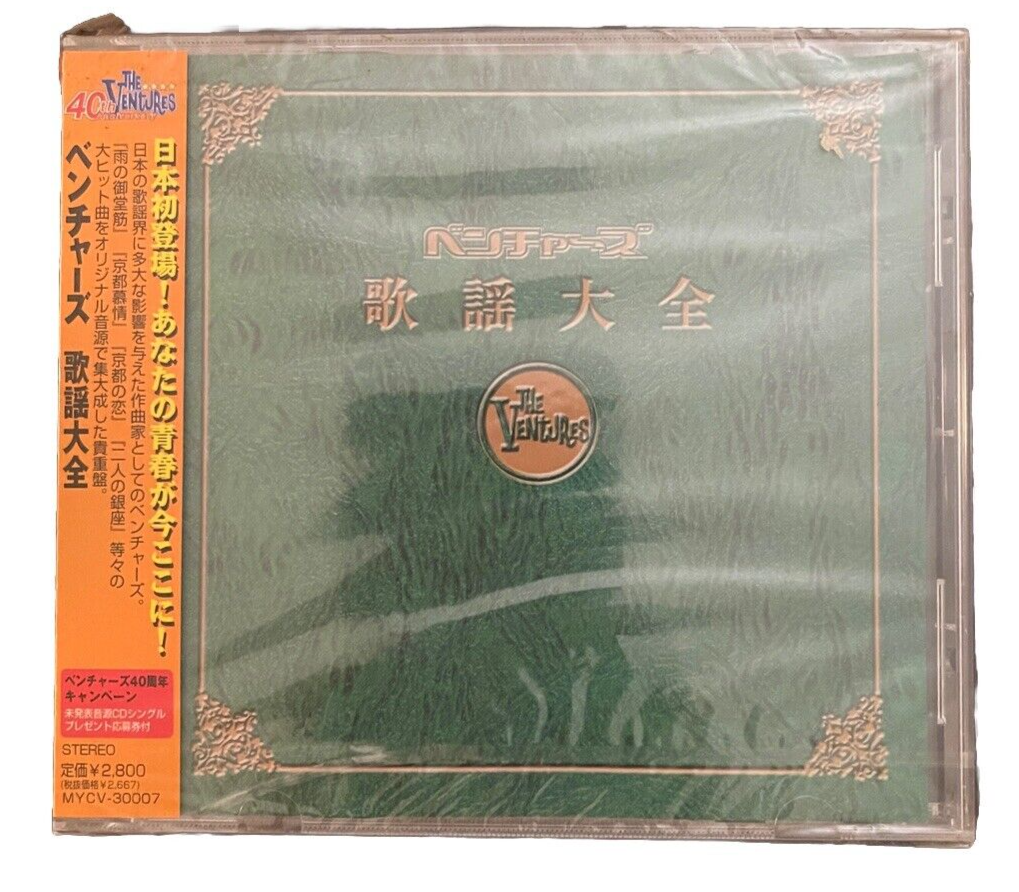 40th THE VENTURES
日本初登場！あなたの青春が今ここに！
日本の歌謡界に多大な影響を与えた作曲家としてのベンチャーズ。
『雨の御堂筋』『京都慕情』『京都の恋』『二人の銀座』等々の
大ヒット曲をオリジナル音源で集大成した貴重盤。
ベンチャーズ 歌謡大全
ベンチャーズ40周年
キャンペーン
未発表音源CDシングル
プレゼント応募券付
STEREO
定価￥2,800
(税抜価格￥2,667)
MYCV-30007
ベンチャーズ
歌謡大全
THE
VENTURES